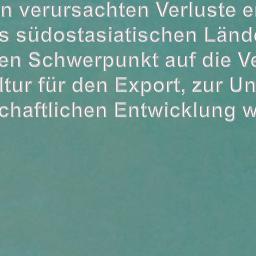 n verursachten Verluste e
s südostasiatischen Lände
en Schwerpunkt auf die Ve
ltur für den Export, zur Un
chaftlichen Entwicklung w